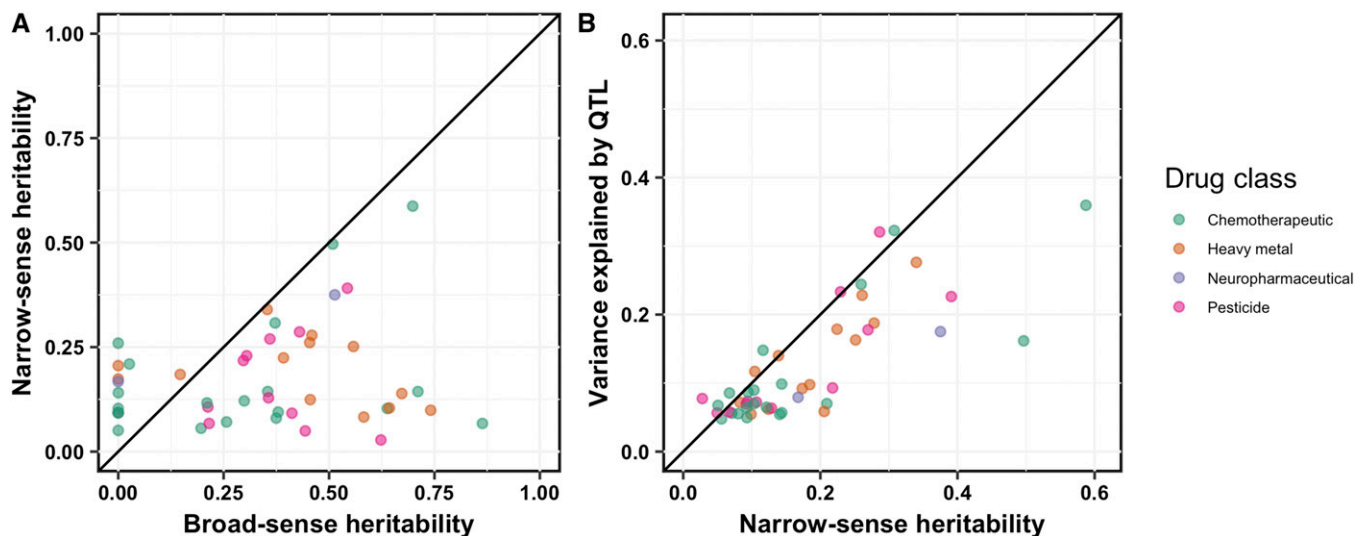 A
B
1.00
0.75
0.50
0.25
0.00
Narrow-sense heritability
0.00
0.25
0.50
0.75
1.00
Broad-sense heritability
0.6
0.4
0.2
0.0
Variance explained by QTL
0.0
0.2
0.4
0.6
Narrow-sense heritability
Drug class
Chemotherapeutic
Heavy metal
Neuropharmaceutical
Pesticide